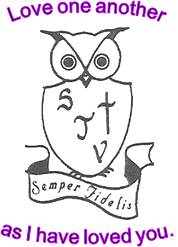 Love one another
S T
J
V
Semper Fidelis
as I have loved you.